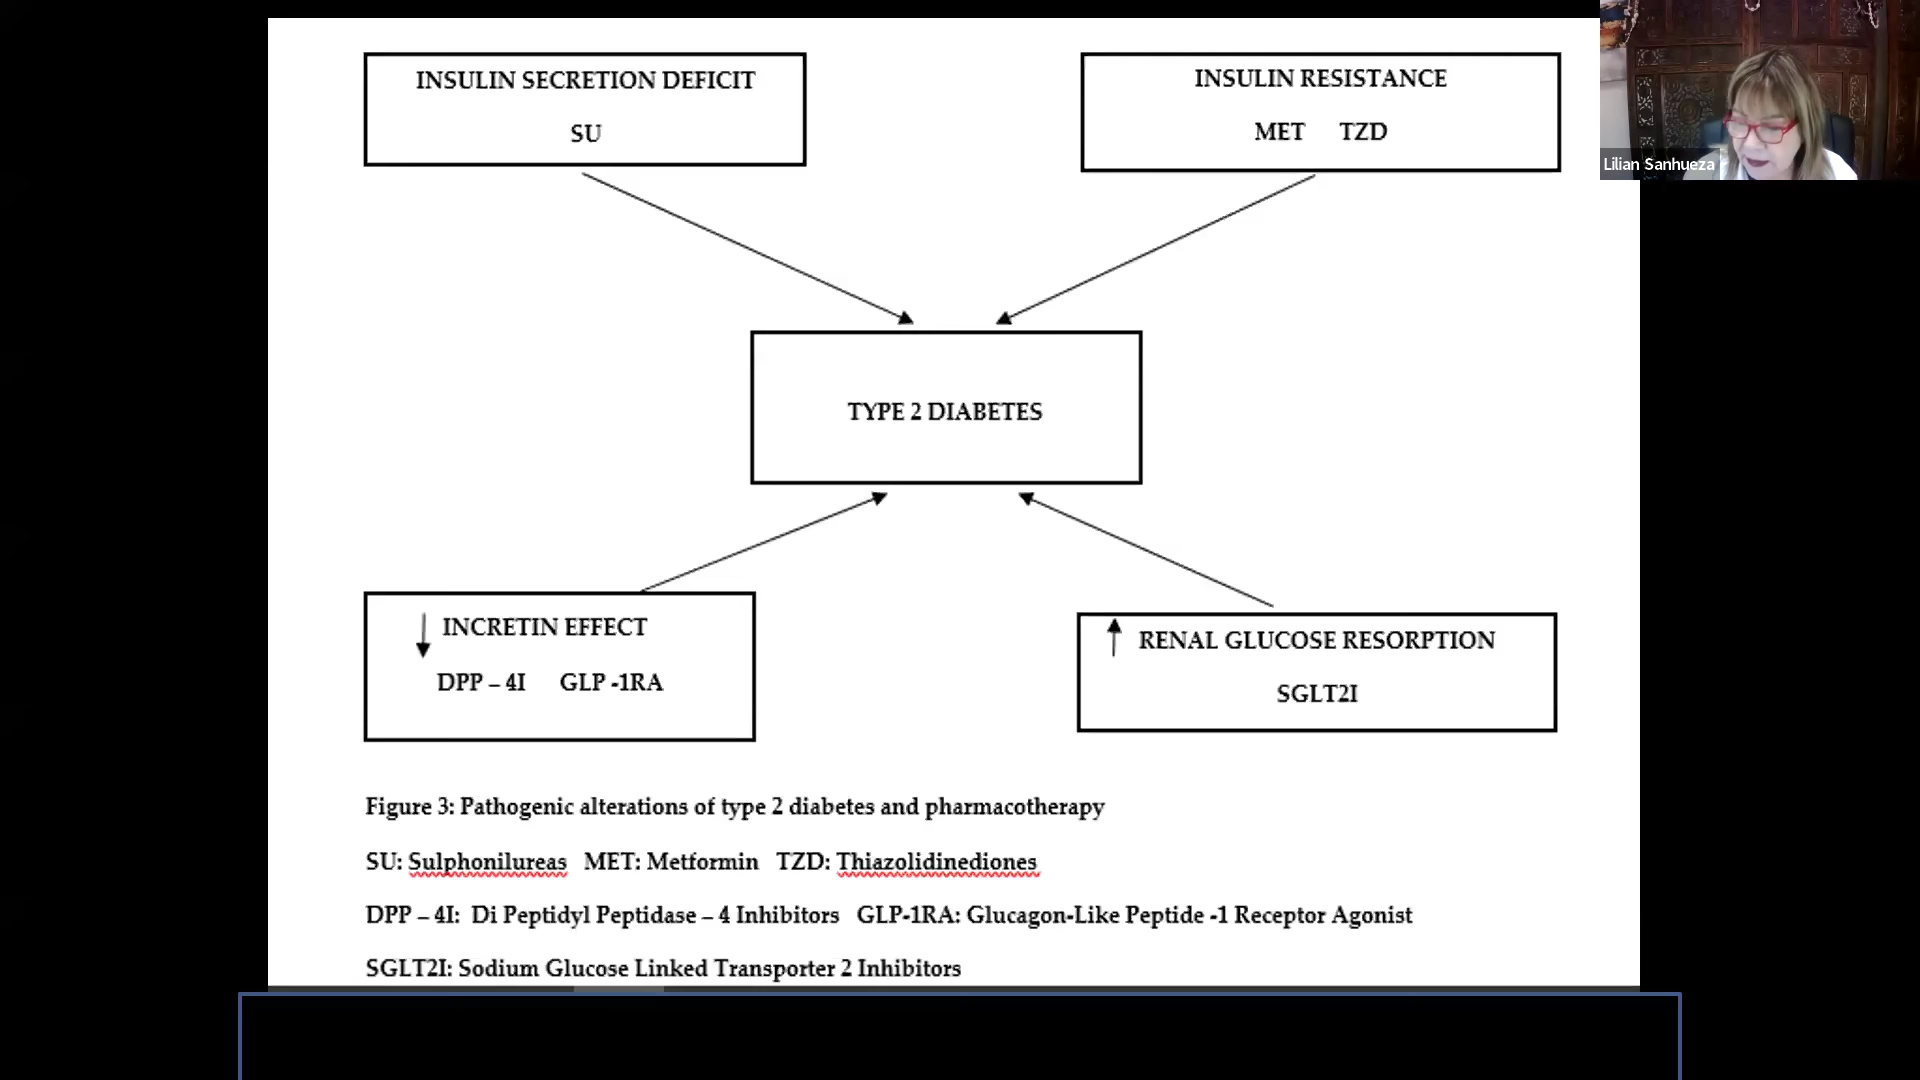 INSULIN SECRETION DEFICIT
SU
INSULIN RESISTANCE
MET TZD
Lilian Sanhueza
TYPE 2 DIABETES
INCRETIN EFFECT
DPP – 4I GLP -1RA
RENAL GLUCOSE RESORPTION
SGLT2I
Figure 3: Pathogenic alterations of type 2 diabetes and pharmacotherapy
SU: Sulphonilureas MET: Metformin TZD: Thiazolidinediones
DPP – 4I: Di Peptidyl Peptidase – 4 Inhibitors GLP-1RA: Glucagon-Like Peptide -1 Receptor Agonist
SGLT2I: Sodium Glucose Linked Transporter 2 Inhibitors